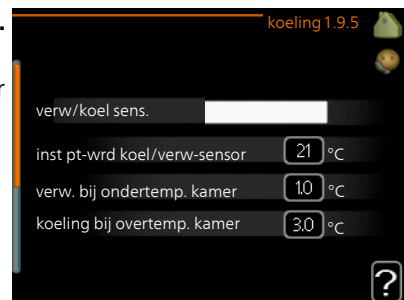 koeling 1.9.5
verw/koel sens.
inst pt-wrd koel/verw-sensor 21 °C
verw. bij ondertemp. kamer 1.0 °C
koeling bij overtemp. kamer 3.0 °C
?